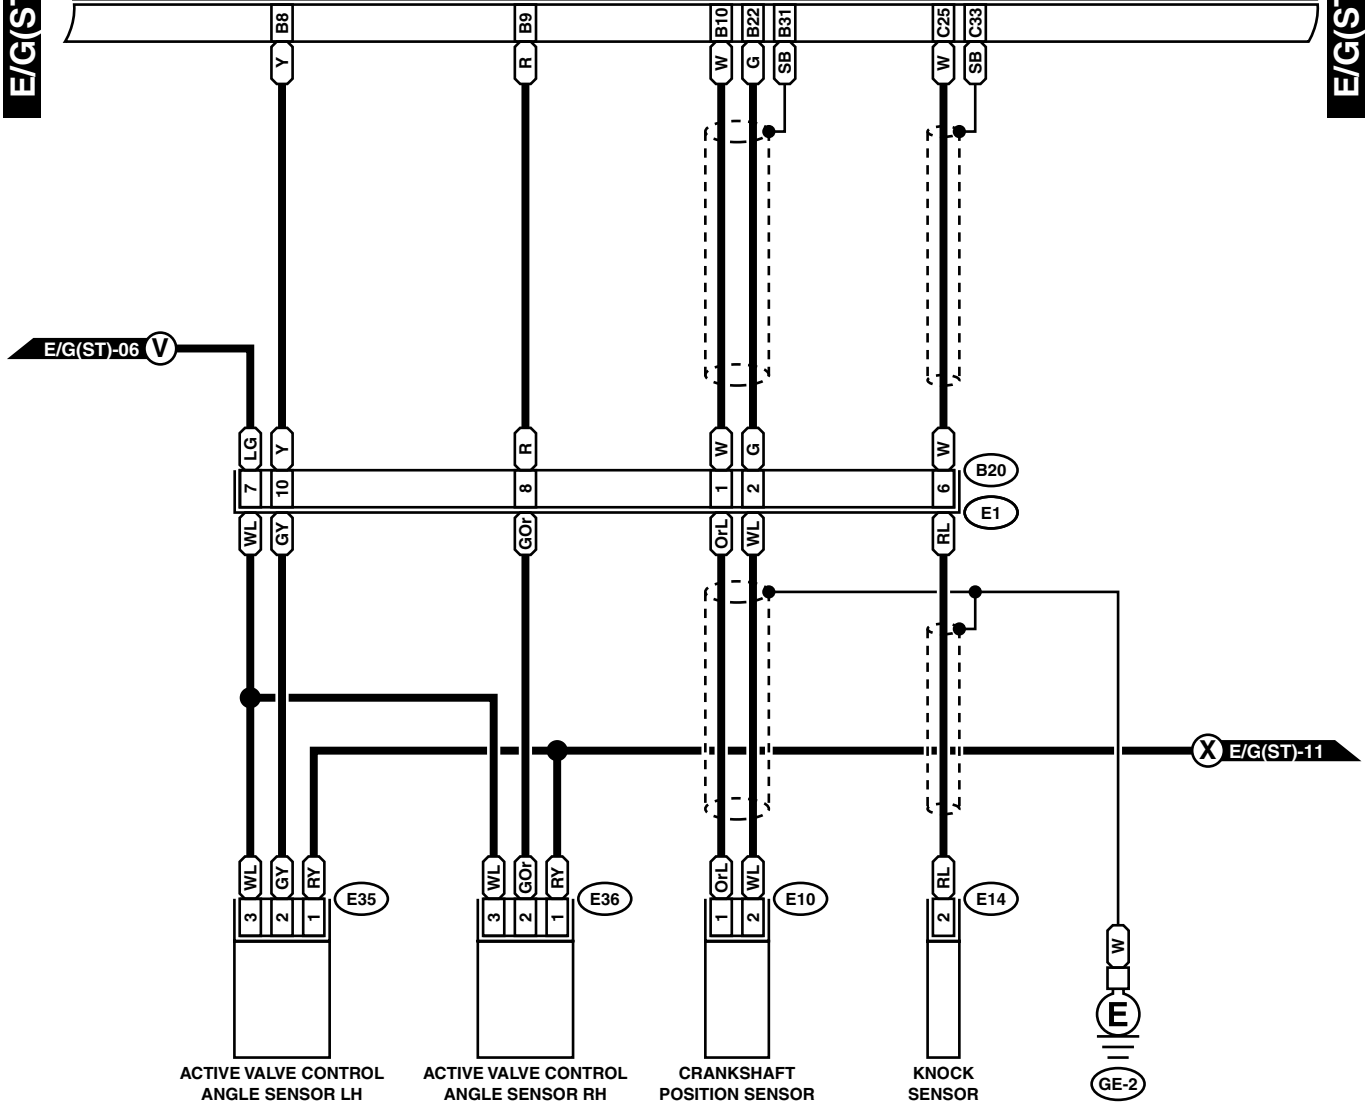 E/G(ST
B8
B9
B10
B22
B31
C25
C33
E/G(ST
Y
R
W
G
SB
W
SB
E/G(ST)-06
V
LG
Y
R
W
G
W
7
10
8
1
2
6
B20
E1
WL
GY
GOr
OrL
WL
RL
X
E/G(ST)-11
WL
GY
RY
WL
GOr
RY
OrL
WL
RL
3
2
1
E35
3
2
1
E36
1
2
E10
2
E14
W
E
GE-2
ACTIVE VALVE CONTROL
ANGLE SENSOR LH
ACTIVE VALVE CONTROL
ANGLE SENSOR RH
CRANKSHAFT
POSITION SENSOR
KNOCK
SENSOR